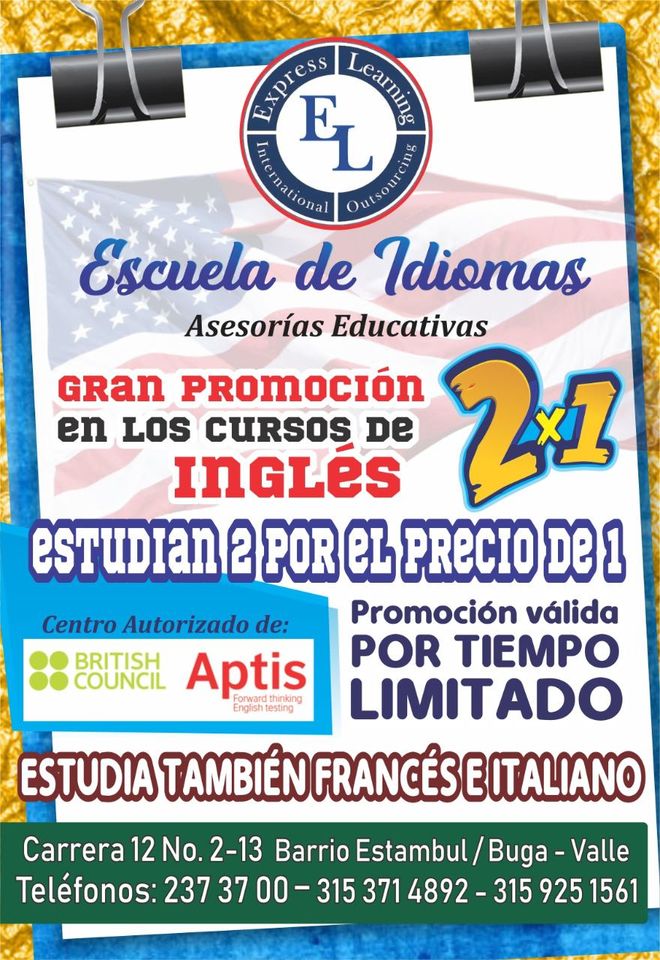 Express Learning
EL
International Outsourcing
Escuela de Idiomas
Asesorías Educativas
GRAN PROMOCIÓN
EN LOS CURSOS DE
INGLÉS
2x1
ESTUDIAN 2 POR EL PRECIO DE 1
Centro Autorizado de:
BRITISH
COUNCIL
Aptis
Forward thinking
English testing
Promoción válida
POR TIEMPO
LIMITADO
ESTUDIA TAMBIÉN FRANCÉS E ITALIANO
Carrera 12 No. 2-13 Barrio Estambul / Buga - Valle
Teléfonos: 237 37 00 – 315 371 4892 - 315 925 1561